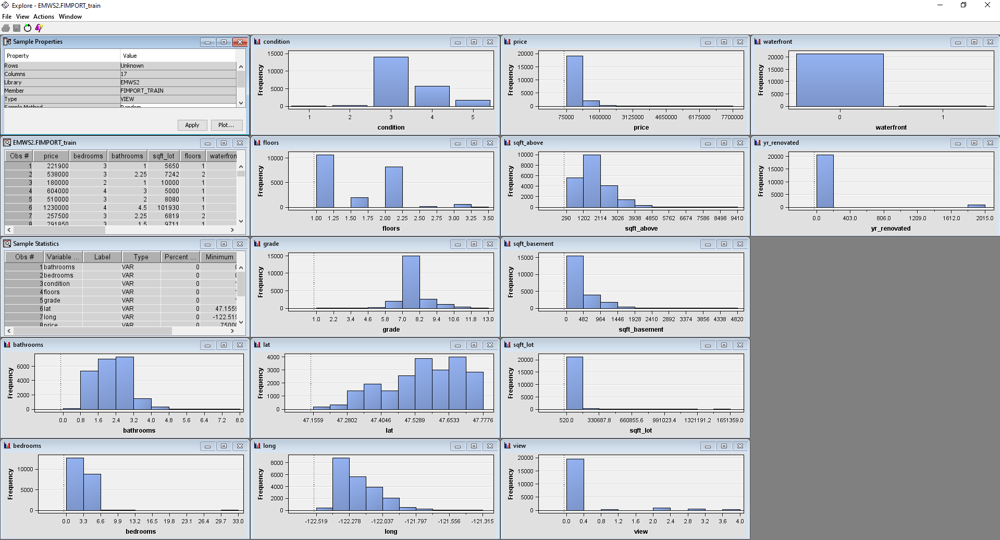 Explore - EMWS2.FIMPORT_train
File View Actions Window
Sample Properties
Property Value
Rows Unknown
Columns 17
Library EMWS2
Member FIMPORT_TRAIN
Type VIEW
Sample Method Random
Apply Plot...
condition
Frequency
15000
10000
5000
0
1 2 3 4 5
condition
price
Frequency
20000
15000
10000
5000
0
75000 1600000 3125000 4650000 6175000 7700000
price
waterfront
Frequency
20000
15000
10000
5000
0
0 1
waterfront
EMWS2.FIMPORT_train
Obs # price bedrooms bathrooms sqft_lot floors waterfron
1 221900 3 1 5650 1
2 538000 3 2.25 7242 2
3 180000 2 1 10000 1
4 604000 4 3 5000 1
5 510000 3 2 8080 1
6 1230000 4 4.5 101930 1
7 257500 3 2.25 6819 2
8 291850 3 1.5 9711 1
floors
Frequency
10000
5000
0
1.00 1.25 1.50 1.75 2.00 2.25 2.50 2.75 3.00 3.25 3.50
floors
sqft_above
Frequency
10000
8000
6000
4000
2000
0
290 1202 2114 3026 3938 4850 5762 6674 7586 8498 9410
sqft_above
yr_renovated
Frequency
20000
15000
10000
5000
0
0.0 403.0 806.0 1209.0 1612.0 2015.0
yr_renovated
Sample Statistics
Obs # Variable ... Label Type Percent ... Minimum
1 bathrooms VAR 0
2 bedrooms VAR 0
3 condition VAR 0
4 floors VAR 0
5 grade VAR 0
6 lat VAR 0 47.1559
7 long VAR 0 -122.519
8 price VAR 0 75000
grade
Frequency
15000
10000
5000
0
1.0 2.2 3.4 4.6 5.8 7.0 8.2 9.4 10.6 11.8 13.0
grade
sqft_basement
Frequency
15000
10000
5000
0
0 482 964 1446 1928 2410 2892 3374 3856 4338 4820
sqft_basement
bathrooms
Frequency
6000
4000
2000
0
0.0 0.8 1.6 2.4 3.2 4.0 4.8 5.6 6.4 7.2 8.0
bathrooms
lat
Frequency
4000
3000
2000
1000
0
47.1559 47.2802 47.4046 47.5289 47.6533 47.7776
lat
sqft_lot
Frequency
20000
15000
10000
5000
0
520.0 330687.8 660855.6 991023.4 1321191.2 1651359.0
sqft_lot
bedrooms
Frequency
10000
5000
0
0.0 3.3 6.6 9.9 13.2 16.5 19.8 23.1 26.4 29.7 33.0
bedrooms
long
Frequency
8000
6000
4000
2000
0
-122.519 -122.278 -122.037 -121.797 -121.556 -121.315
long
view
Frequency
20000
15000
10000
5000
0
0.0 0.4 0.8 1.2 1.6 2.0 2.4 2.8 3.2 3.6 4.0
view